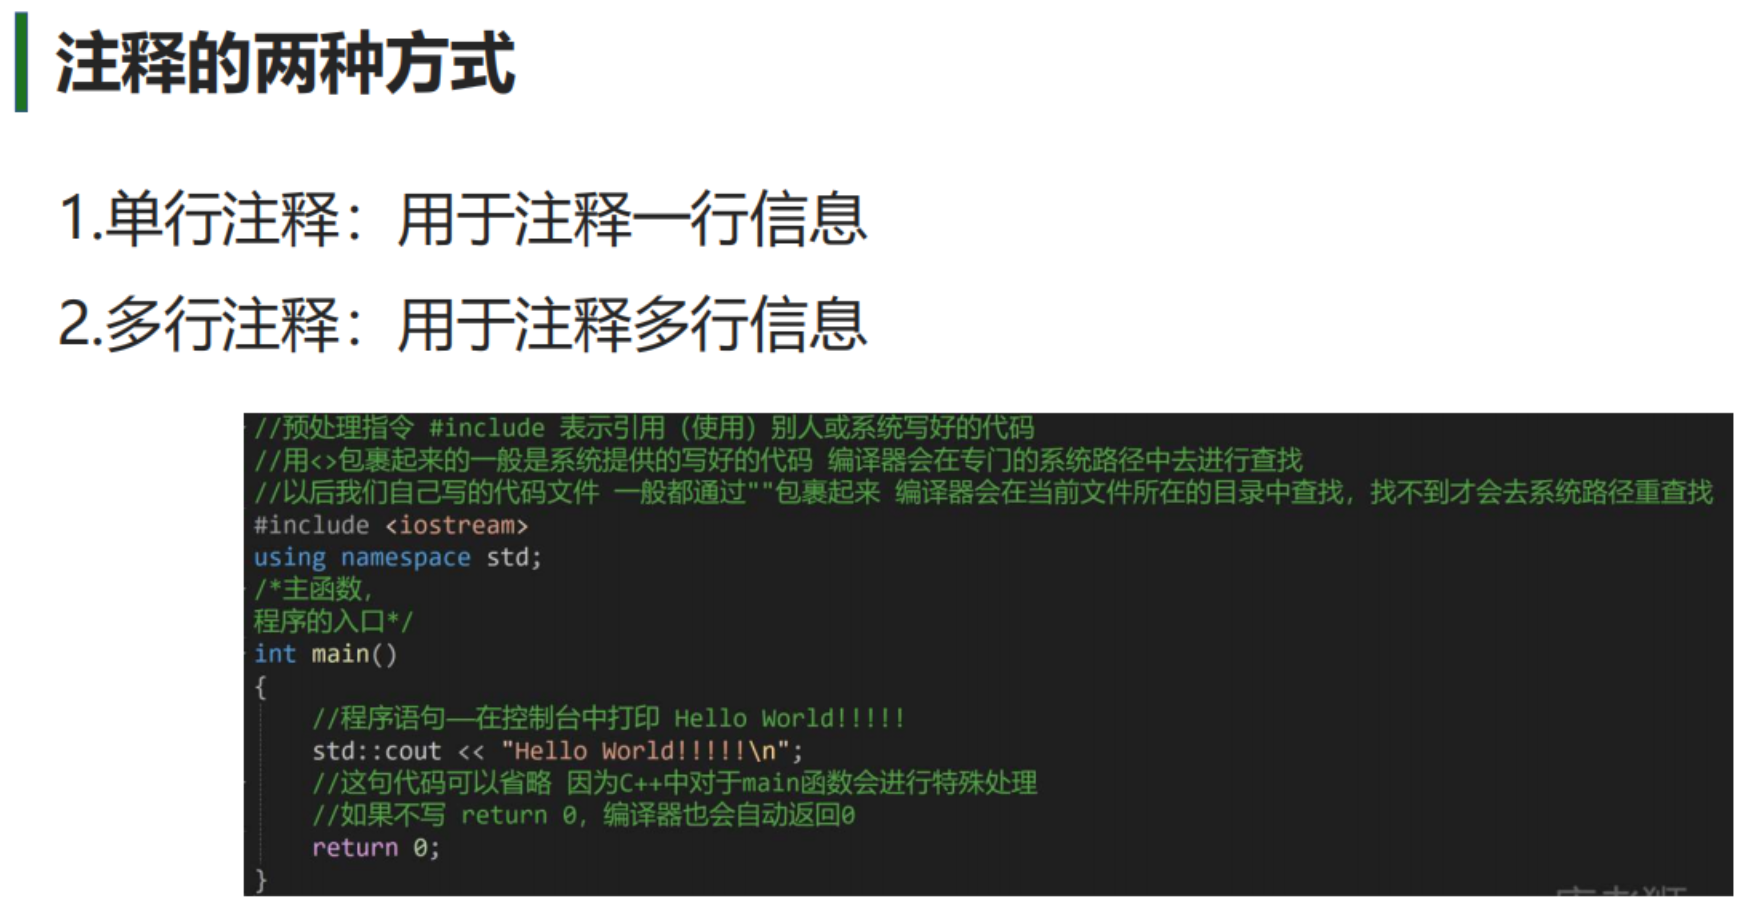 注释的两种方式
1.单行注释：用于注释一行信息
2.多行注释：用于注释多行信息
//预处理指令 #include 表示引用（使用）别人或系统写好的代码
//用<>包裹起来的一般是系统提供的写好的代码 编译器会在专门的系统路径中去进行查找
//以后我们自己写的代码文件 一般都通过""包裹起来 编译器会在当前文件所在的目录中查找，找不到才会去系统路径重查找
#include <iostream>
using namespace std;
/*主函数，
程序的入口*/
int main()
{
//程序语句——在控制台中打印 Hello World!!!!!
std::cout << "Hello World!!!!!\n";
//这句代码可以省略 因为C++中对于main函数会进行特殊处理
//如果不写 return 0，编译器也会自动返回0
return 0;
}